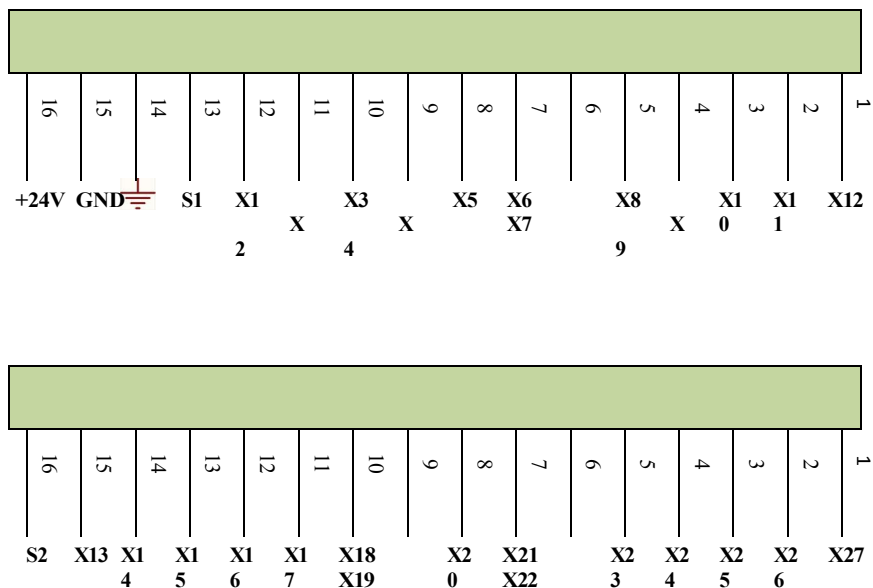 16 15 14 13 12 11 10 9 8 7 6 5 4 3 2 1
+24V GND S1 X1 X3 X5 X6 X8 X1 X1 X12
X X X7 X 0 1
2 4 9
16 15 14 13 12 11 10 9 8 7 6 5 4 3 2 1
S2 X13 X1 X1 X1 X1 X18 X2 X21 X2 X2 X2 X2 X27
4 5 6 7 X19 0 X22 3 4 5 6